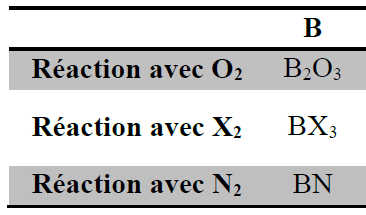 B
Réaction avec O₂ B₂O₃
Réaction avec X₂ BX₃
Réaction avec N₂ BN